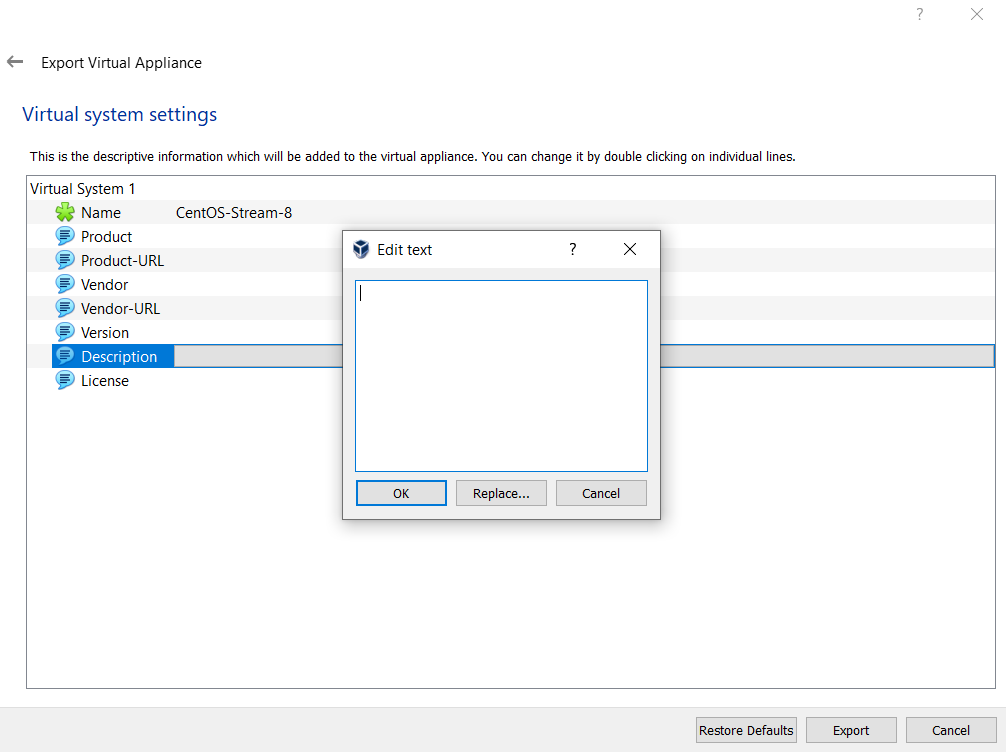 ?
Export Virtual Appliance
Virtual system settings
This is the descriptive information which will be added to the virtual appliance. You can change it by double clicking on individual lines.
Virtual System 1
Name CentOS-Stream-8
Product
Product-URL
Vendor
Vendor-URL
Version
Description
License
Edit text ?
OK Replace... Cancel
Restore Defaults Export Cancel